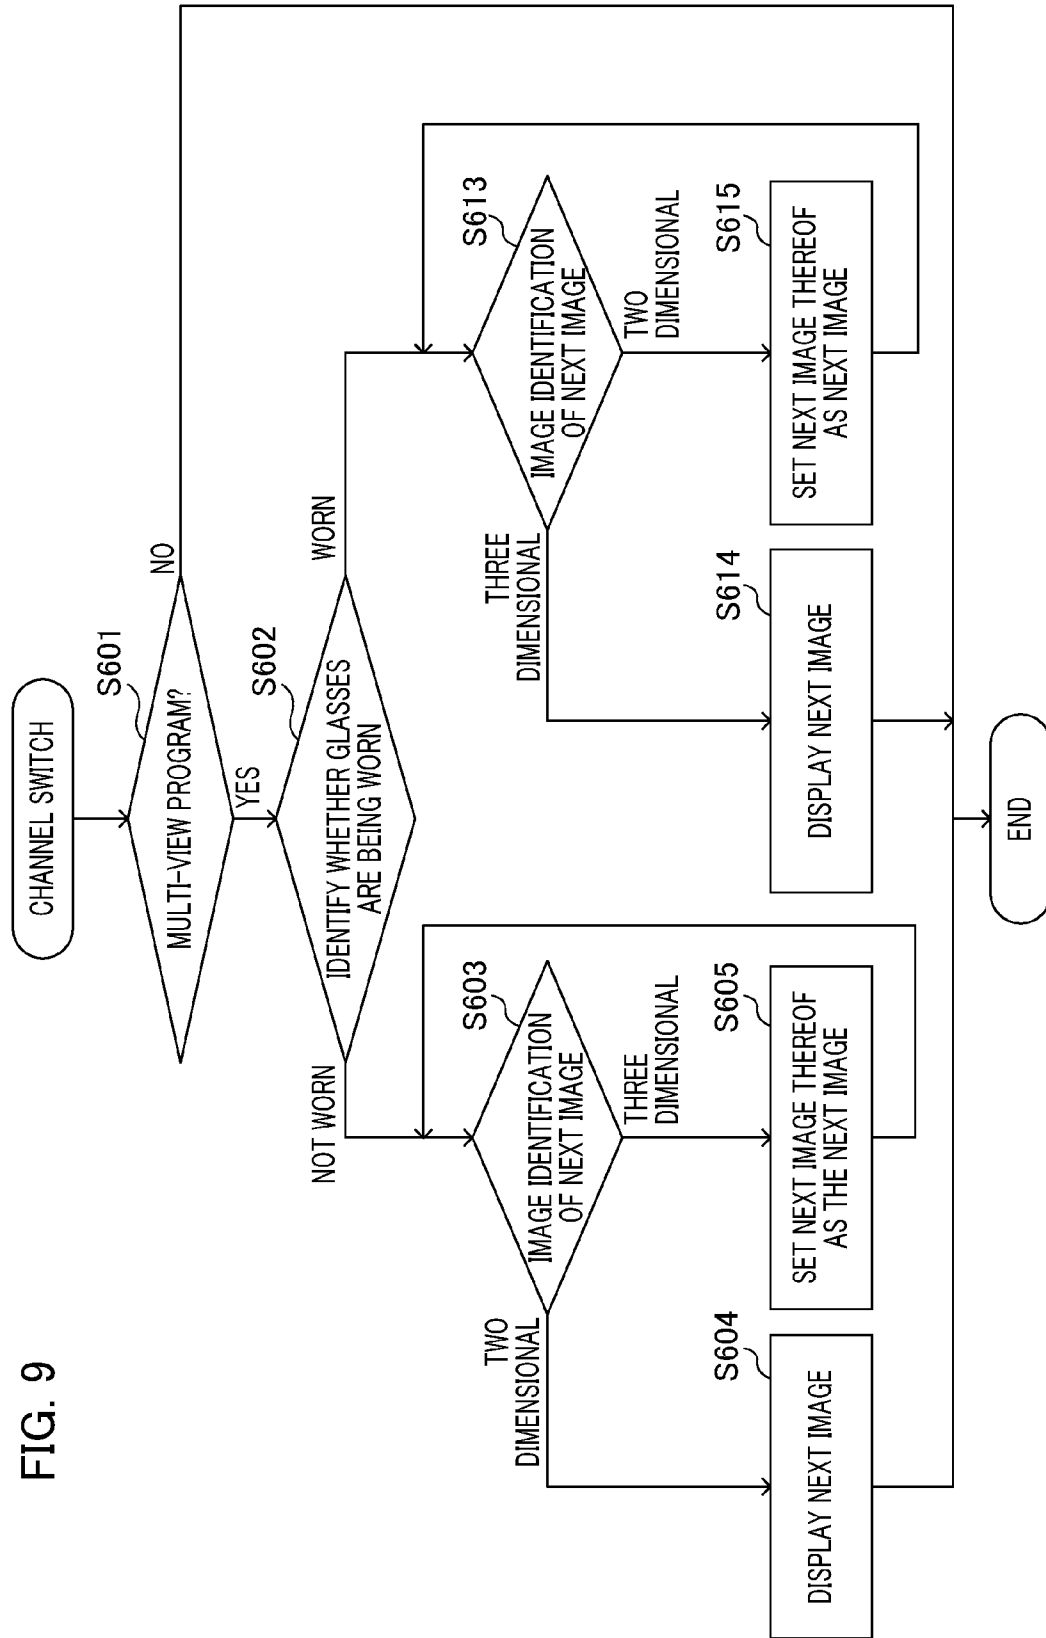 FIG. 9
CHANNEL SWITCH
S601
MULTI-VIEW PROGRAM?
NO
YES
S602
IDENTIFY WHETHER GLASSES
ARE BEING WORN
NOT WORN
WORN
S603
IMAGE IDENTIFICATION
OF NEXT IMAGE
TWO
DIMENSIONAL
THREE
DIMENSIONAL
S604
DISPLAY NEXT IMAGE
S605
SET NEXT IMAGE THEREOF
AS THE NEXT IMAGE
S613
IMAGE IDENTIFICATION
OF NEXT IMAGE
THREE
DIMENSIONAL
TWO
DIMENSIONAL
S614
DISPLAY NEXT IMAGE
S615
SET NEXT IMAGE THEREOF
AS NEXT IMAGE
END